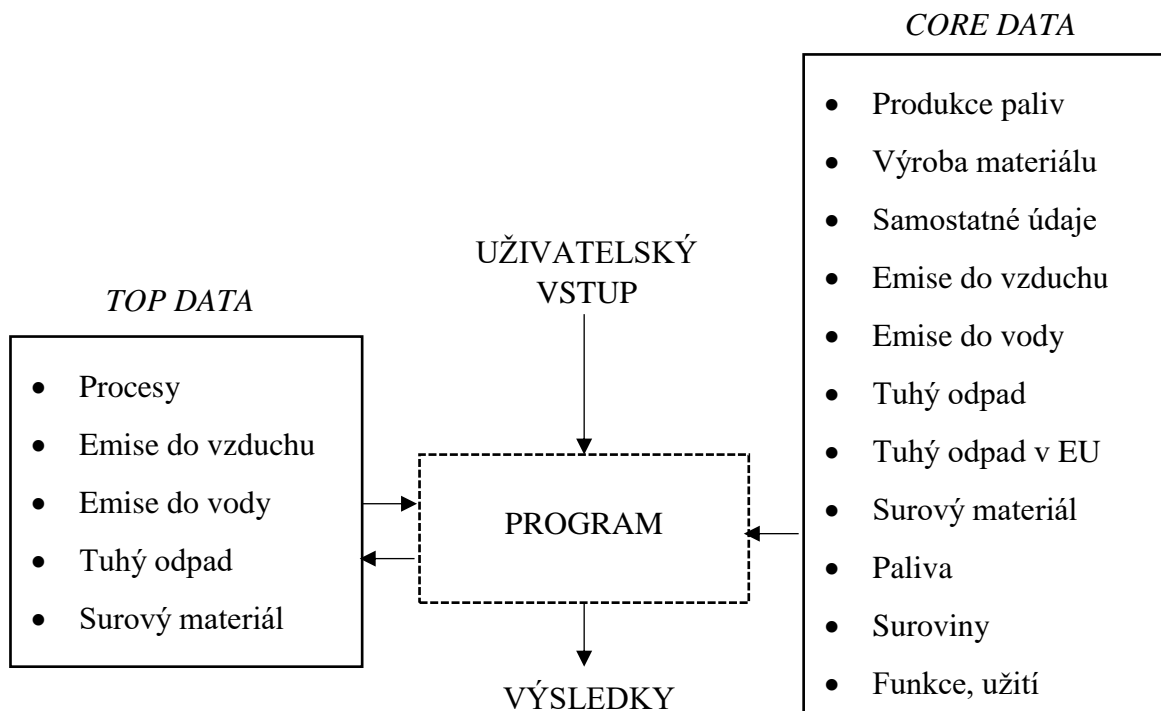 CORE DATA
• Produkce paliv
• Výroba materiálu
• Samostatné údaje
• Emise do vzduchu
• Emise do vody
• Tuhý odpad
• Tuhý odpad v EU
• Surový materiál
• Paliva
• Suroviny
• Funkce, užití
UŽIVATELSKÝ
VSTUP
TOP DATA
• Procesy
• Emise do vzduchu
• Emise do vody
• Tuhý odpad
• Surový materiál
PROGRAM
VÝSLEDKY